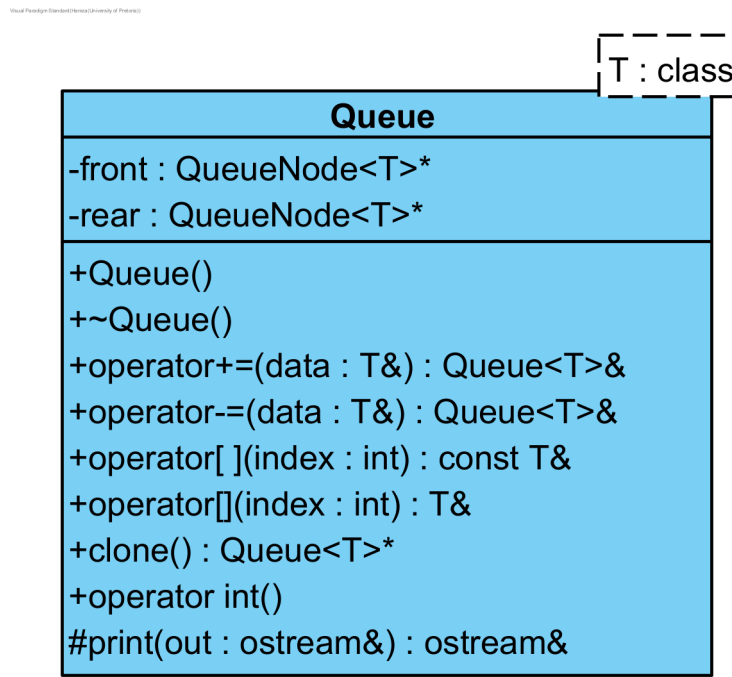 Visual Paradigm Standard(Hanrops(University of Pretoria))
T : class
Queue
-front : QueueNode<T>*
-rear : QueueNode<T>*
+Queue()
+~Queue()
+operator+=(data : T&) : Queue<T>&
+operator-=(data : T&) : Queue<T>&
+operator[ ](index : int) : const T&
+operator[](index : int) : T&
+clone() : Queue<T>*
+operator int()
#print(out : ostream&) : ostream&